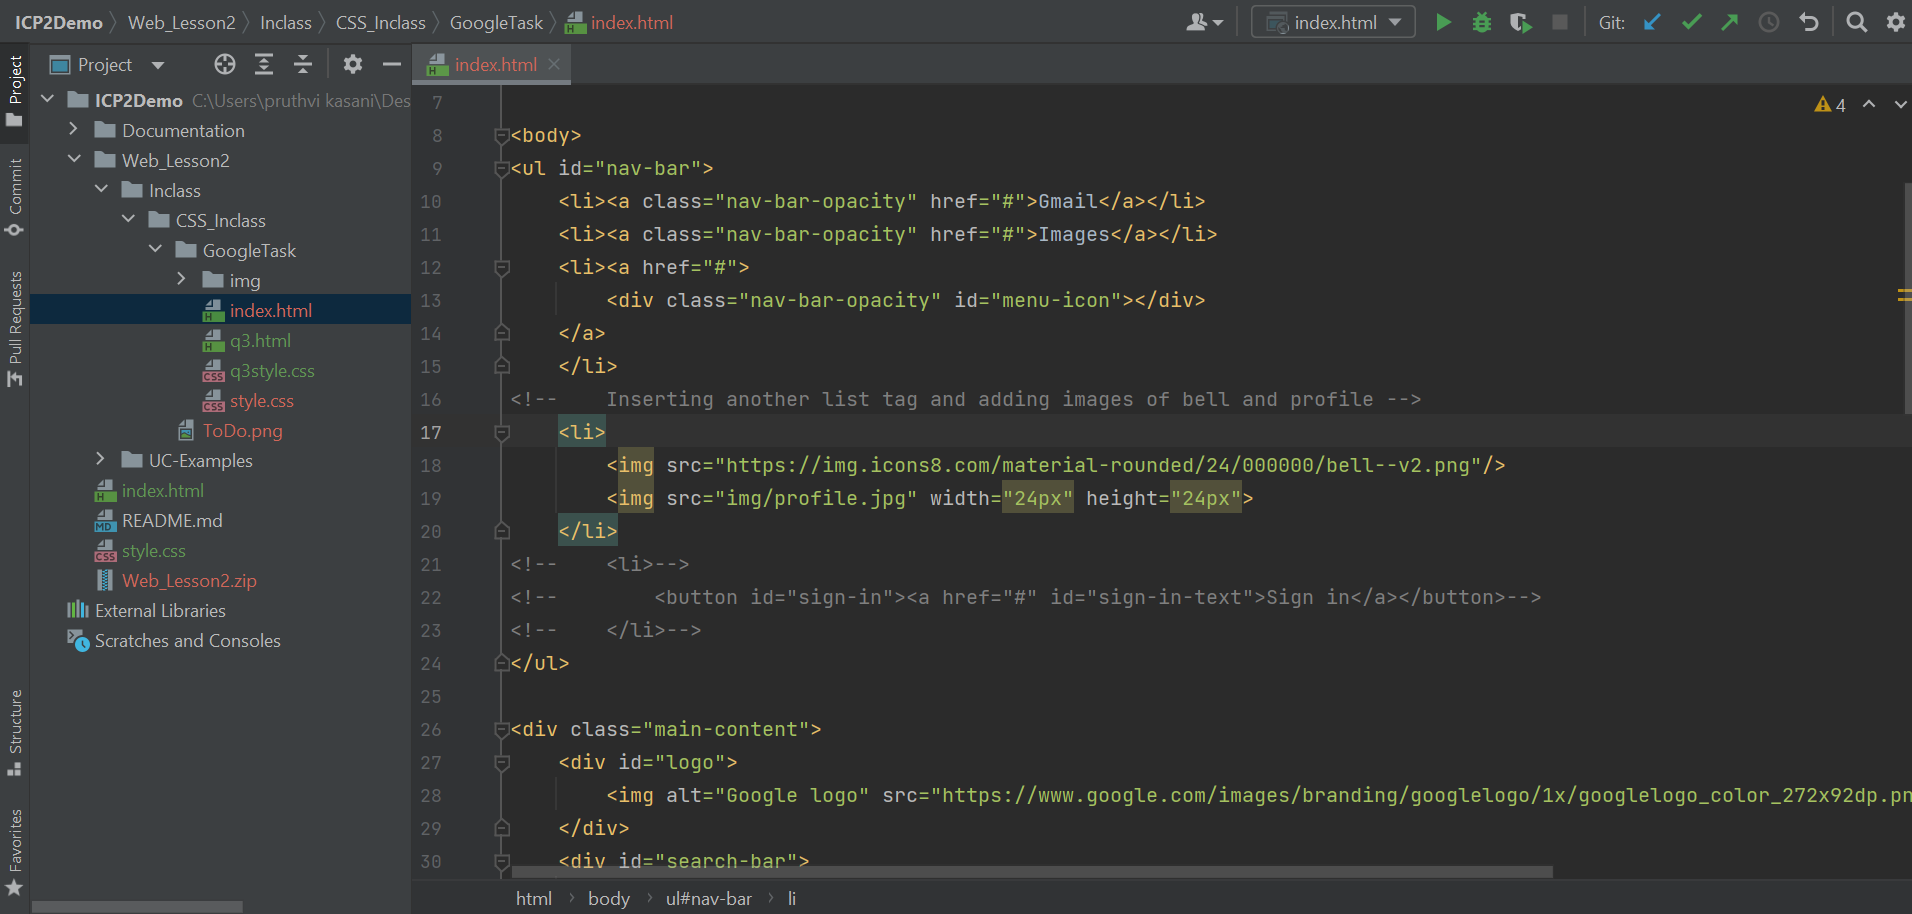 ICP2Demo Web_Lesson2 Inclass CSS_Inclass GoogleTask index.html index.html Git:
Project
index.html
Project
Commit
Pull Requests
Structure
Favorites
ICP2Demo C:\Users\pruthvi kasani\Des
Documentation
Web_Lesson2
Inclass
CSS_Inclass
GoogleTask
img
index.html
q3.html
q3style.css
style.css
ToDo.png
UC-Examples
index.html
README.md
style.css
Web_Lesson2.zip
External Libraries
Scratches and Consoles
4
7
8 <body>
9 <ul id="nav-bar">
10     <li><a class="nav-bar-opacity" href="#">Gmail</a></li>
11     <li><a class="nav-bar-opacity" href="#">Images</a></li>
12     <li><a href="#">
13         <div class="nav-bar-opacity" id="menu-icon"></div>
14     </a>
15     </li>
16 <!--    Inserting another list tag and adding images of bell and profile -->
17     <li>
18         <img src="https://img.icons8.com/material-rounded/24/000000/bell--v2.png"/>
19         <img src="img/profile.jpg" width="24px" height="24px">
20     </li>
21 <!--    <li>-->
22 <!--        <button id="sign-in"><a href="#" id="sign-in-text">Sign in</a></button>-->
23 <!--    </li>-->
24 </ul>
25
26 <div class="main-content">
27     <div id="logo">
28         <img alt="Google logo" src="https://www.google.com/images/branding/googlelogo/1x/googlelogo_color_272x92dp.pn
29     </div>
30     <div id="search-bar">
html body ul#nav-bar li